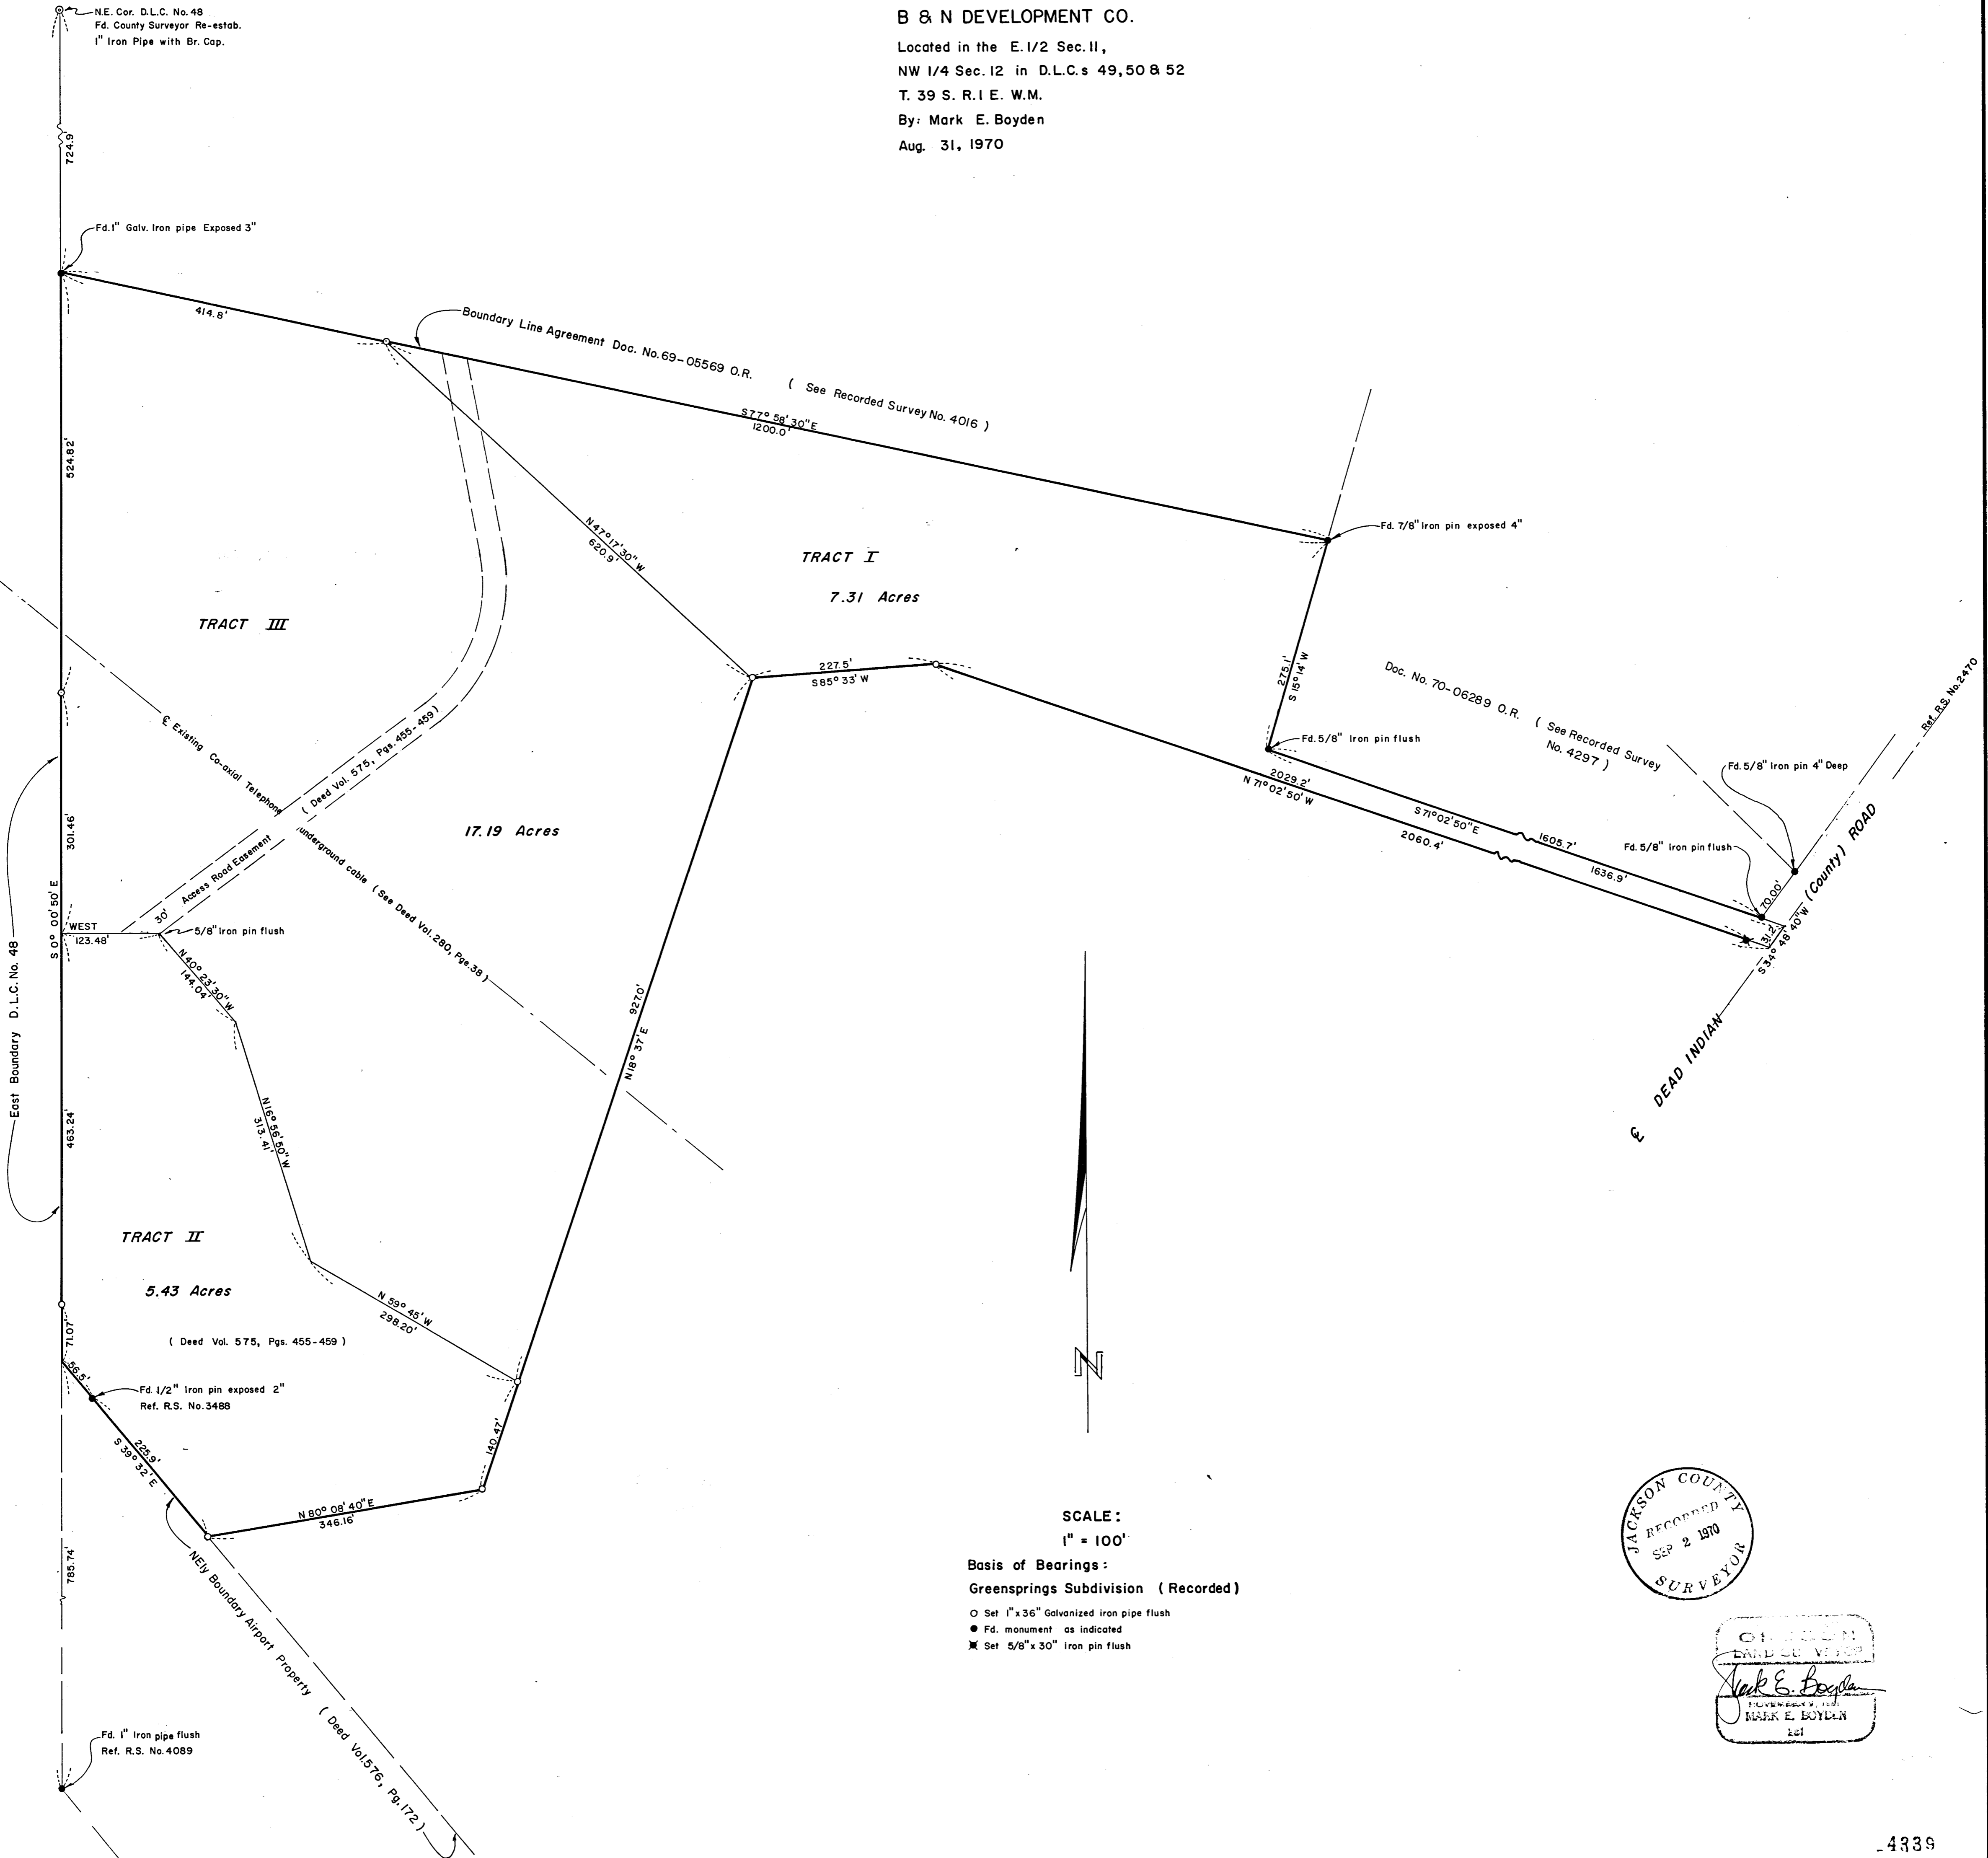 N.E. Cor. D.L.C. No. 48
Fd. County Surveyor Re-estab.
1" Iron Pipe with Br. Cap.
B & N DEVELOPMENT CO.
Located in the E. 1/2 Sec. 11,
NW 1/4 Sec. 12 in D.L.C.s 49, 50 & 52
T. 39 S. R. 1 E. W.M.
By: Mark E. Boyden
Aug. 31, 1970
724.9'
Fd. 1" Galv. Iron pipe Exposed 3"
414.8'
Boundary Line Agreement Doc. No. 69-05569 O.R. ( See Recorded Survey No. 4016 )
S 77° 58' 30" E
1200.0'
524.82'
N 47° 17' 30" W
620.9'
Fd. 7/8" Iron pin exposed 4"
TRACT I
7.31 Acres
TRACT III
227.5'
S 85° 33' W
275.1'
S 15° 14' W
Doc. No. 70-06289 O.R. ( See Recorded Survey
No. 4297 )
Ref. R.S. No. 2470
Fd. 5/8" Iron pin flush
Fd. 5/8" Iron pin 4" Deep
2029.2'
N 71° 02' 50" W
S 71° 02' 50" E
1605.7'
2060.4'
1636.9'
Fd. 5/8" Iron pin flush
70.00'
31.2'
S 34° 48' 40" W
℄ DEAD INDIAN (County) ROAD
℄ Existing Co-axial Telephone underground cable ( See Deed Vol. 280, Pge. 38 )
30' Access Road Easement ( Deed Vol. 575, Pgs. 455-459 )
17.19 Acres
301.46'
S 0° 00' 50" E
East Boundary D.L.C. No. 48
WEST
123.48'
5/8" Iron pin flush
N 40° 23' 30" W
144.04'
927.0'
N 18° 37' E
463.24'
N 16° 56' 50" W
313.41'
TRACT II
5.43 Acres
( Deed Vol. 575, Pgs. 455-459 )
N 59° 45' W
298.20'
71.07'
56.5'
Fd. 1/2" Iron pin exposed 2"
Ref. R.S. No. 3488
225.9'
S 39° 32' E
140.47'
N 80° 08' 40" E
346.16'
N
785.74'
NEly Boundary Airport Property ( Deed Vol. 576, Pg. 172 )
Fd. 1" Iron pipe flush
Ref. R.S. No. 4089
SCALE:
1" = 100'
Basis of Bearings:
Greensprings Subdivision (Recorded)
Set 1" x 36" Galvanized iron pipe flush
Fd. monument as indicated
Set 5/8" x 30" iron pin flush
JACKSON COUNTY
RECORDED
SEP 2 1970
SURVEYOR
OREGON
LAND SURVEYOR
Mark E. Boyden
MARK E. BOYDEN
4339